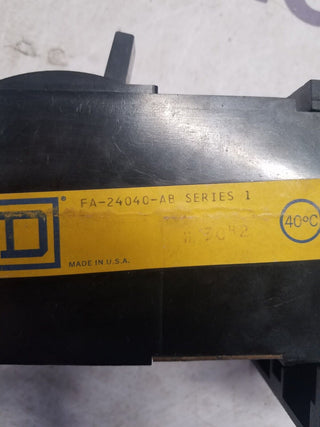 FA-24040-AB SERIES 1
D
40°C
MADE IN U.S.A.